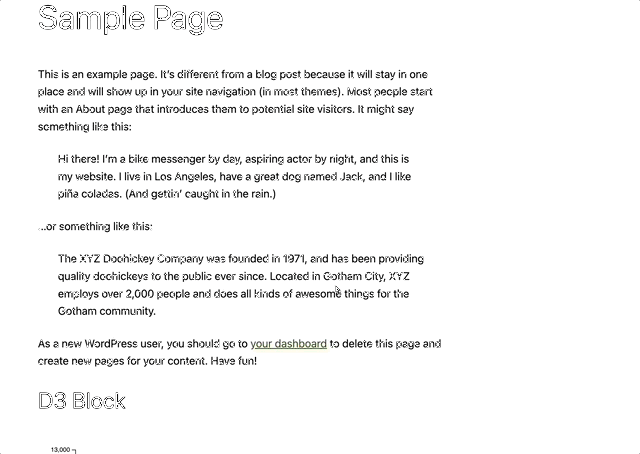 Sample Page
This is an example page. It's different from a blog post because it will stay in one
place and will show up in your site navigation (in most themes). Most people start
with an About page that introduces them to potential site visitors. It might say
something like this:
Hi there! I'm a bike messenger by day, aspiring actor by night, and this is
my website. I live in Los Angeles, have a great dog named Jack, and I like
piña coladas. (And gettin' caught in the rain.)
...or something like this:
The XYZ Doohickey Company was founded in 1971, and has been providing
quality doohickeys to the public ever since. Located in Gotham City, XYZ
employs over 2,000 people and does all kinds of awesome things for the
Gotham community.
As a new WordPress user, you should go to your dashboard to delete this page and
create new pages for your content. Have fun!
D3 Block
13,000